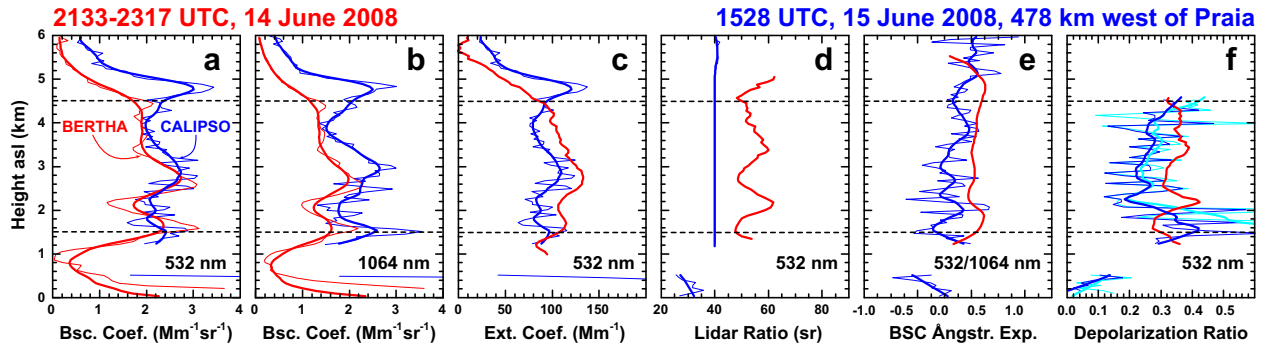 2133-2317 UTC, 14 June 2008
1528 UTC, 15 June 2008, 478 km west of Praia
Height asl (km)
6
5
4
3
2
1
0
a
BERTHA
CALIPSO
532 nm
0 1 2 3 4
Bsc. Coef. (Mm⁻¹sr⁻¹)
b
1064 nm
0 1 2 3 4
Bsc. Coef. (Mm⁻¹sr⁻¹)
c
532 nm
0 50 100 150
Ext. Coef. (Mm⁻¹)
d
532 nm
20 40 60 80
Lidar Ratio (sr)
e
532/1064 nm
-1.0 -0.5 0.0 0.5 1.0
BSC Ångstr. Exp.
f
532 nm
0.0 0.1 0.2 0.3 0.4 0.5
Depolarization Ratio